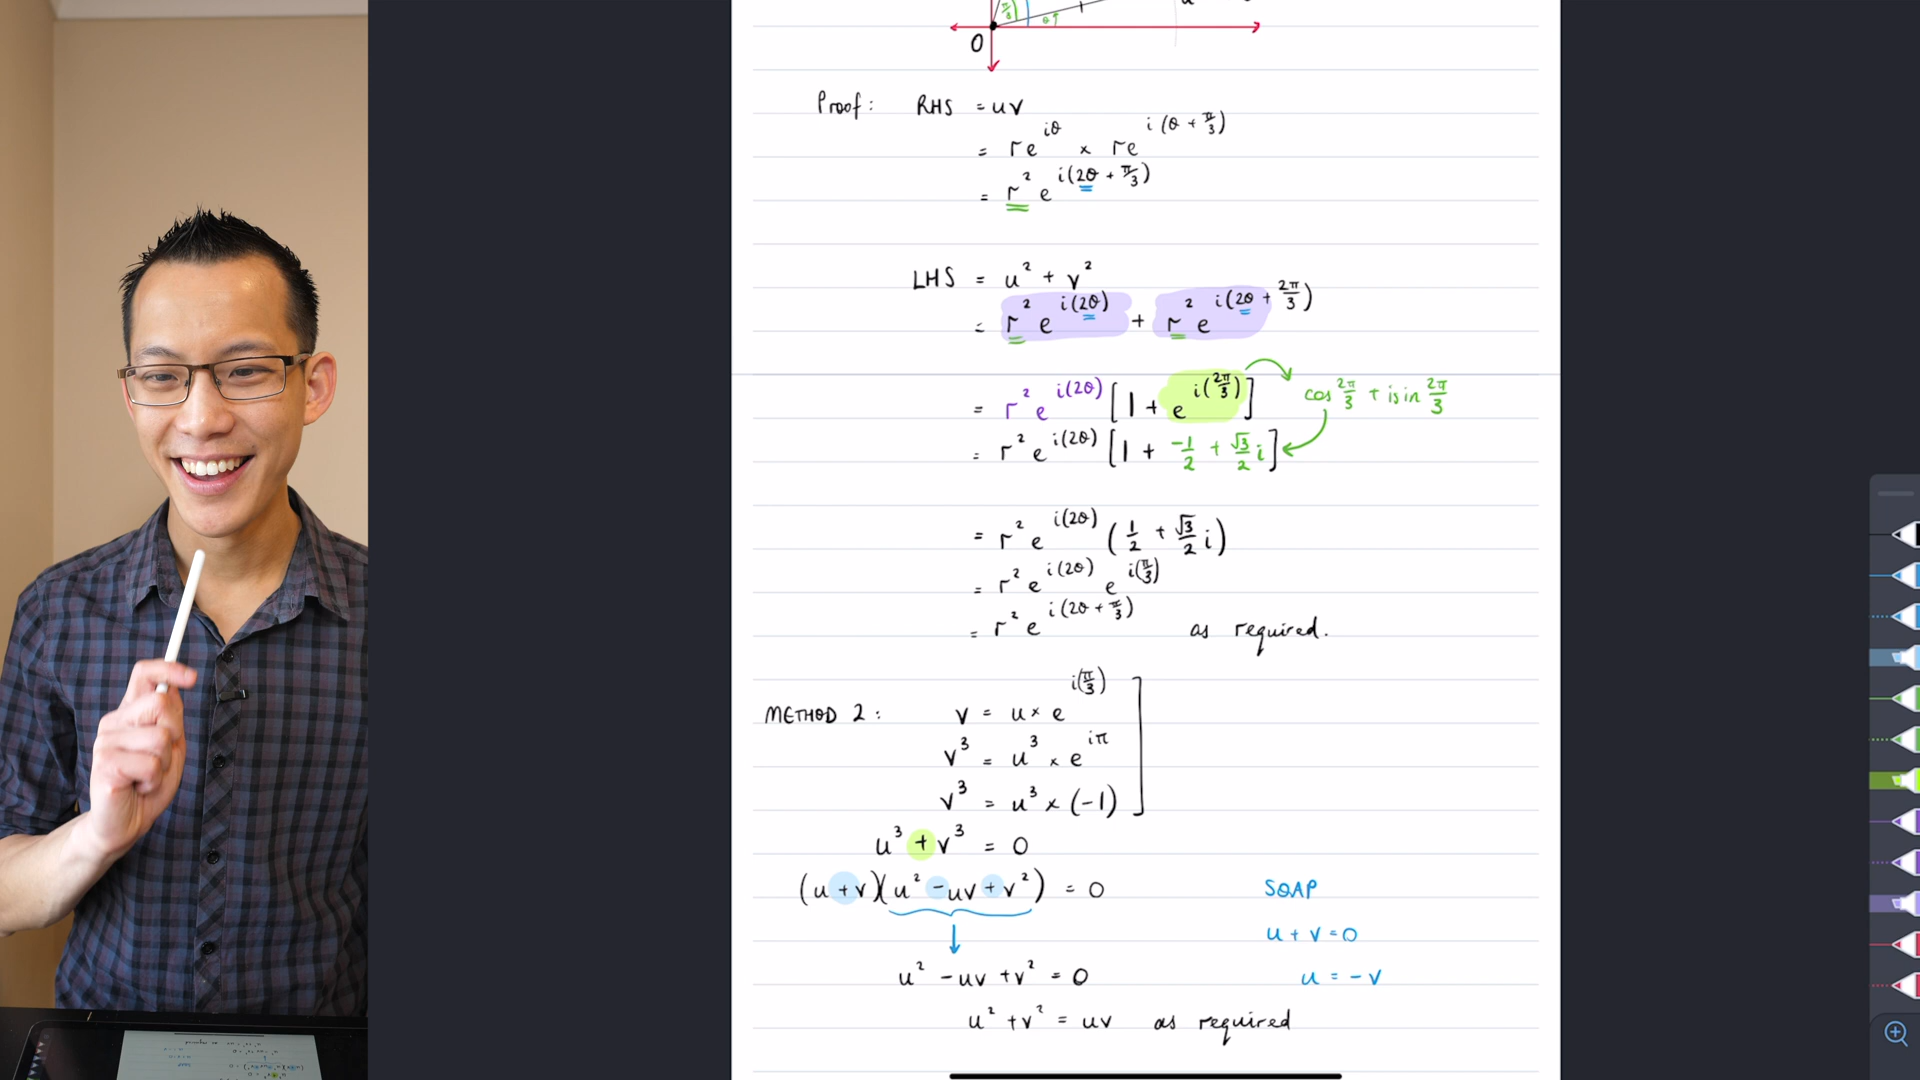 π/3 θ
O
Proof: RHS = uv
= re^{iθ} × re^{i(θ + π/3)}
= r² e^{i(2θ + π/3)}
LHS = u² + v²
= r² e^{i(2θ)} + r² e^{i(2θ + 2π/3)}
= r² e^{i(2θ)} [1 + e^{i(2π/3)}] cos 2π/3 + i sin 2π/3
= r² e^{i(2θ)} [1 + -1/2 + √3/2 i]
= r² e^{i(2θ)} (1/2 + √3/2 i)
= r² e^{i(2θ)} e^{i(π/3)}
= r² e^{i(2θ + π/3)} as required.
METHOD 2: v = u × e^{i(π/3)}
v³ = u³ × e^{iπ}
v³ = u³ × (-1)
u³ + v³ = 0
(u + v)(u² - uv + v²) = 0 SOAP
u + v = 0
u² - uv + v² = 0 u = -v
u² + v² = uv as required